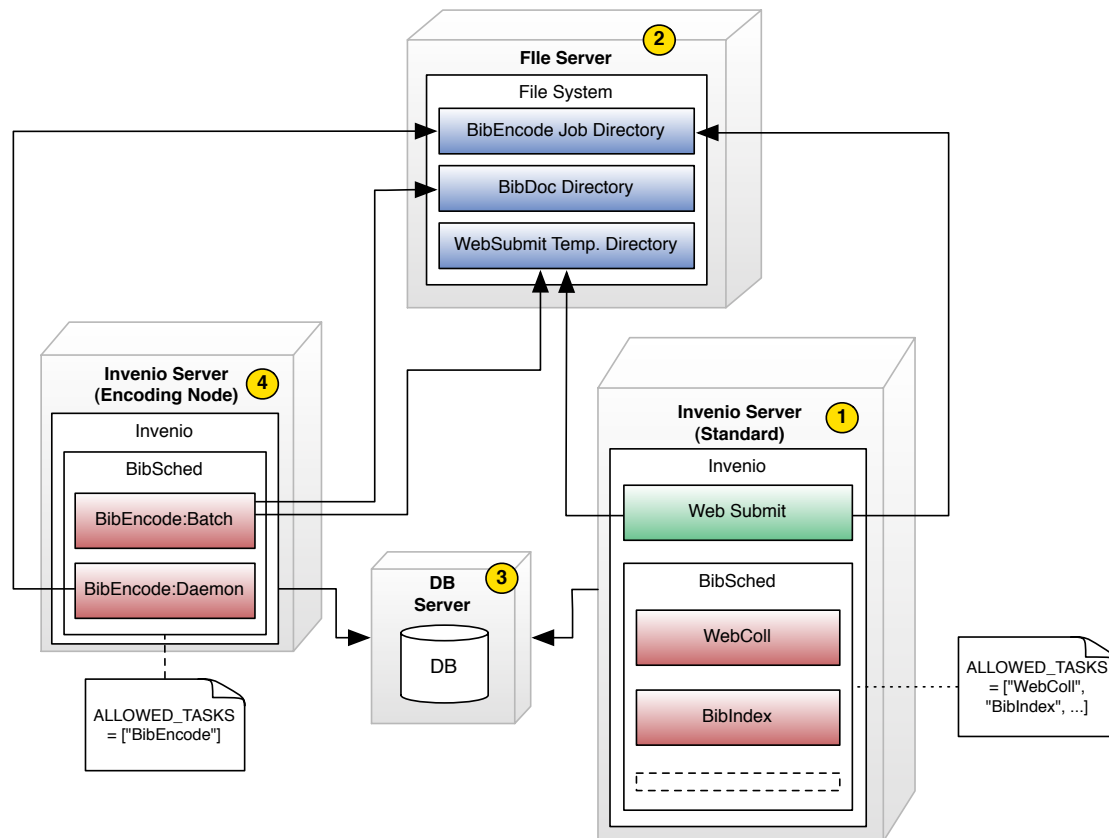 2
FIle Server
File System
BibEncode Job Directory
BibDoc Directory
WebSubmit Temp. Directory
4
Invenio Server
(Encoding Node)
Invenio
BibSched
BibEncode:Batch
BibEncode:Daemon
ALLOWED_TASKS
= ["BibEncode"]
3
DB
Server
DB
1
Invenio Server
(Standard)
Invenio
Web Submit
BibSched
WebColl
BibIndex
ALLOWED_TASKS
= ["WebColl",
"BibIndex", ...]